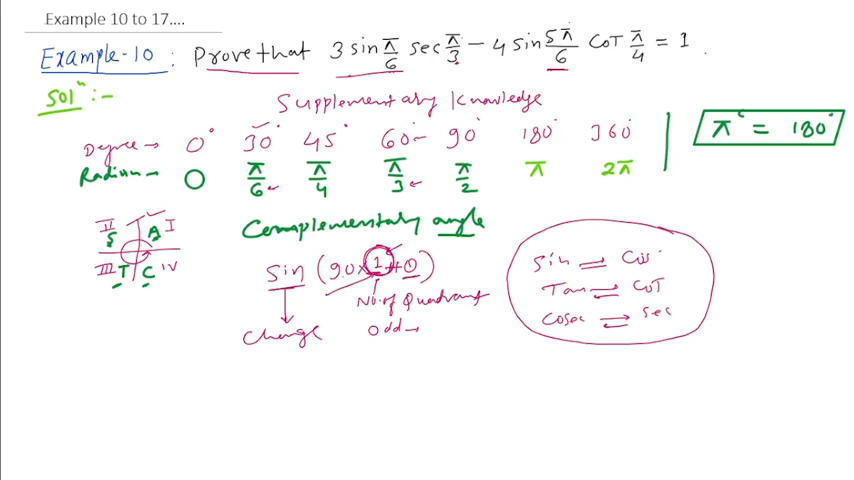 Example 10 to 17....
Example-10 : Prove that 3 sin π/6 sec π/3 - 4 sin 5π/6 cot π/4 = 1 .
Solⁿ :-
Supplementary Knowledge
Degree → 0° 30° 45° 60° 90° 180° 360°
Radian → 0 π/6 π/4 π/3 π/2 π 2π
πᶜ = 180°
Complementary angle
II S A I
III T C IV
Sin (90×1+θ)
No. of Quadrant
Change Odd →
Sin ⇌ Cos
Tan ⇌ Cot
Cosec ⇌ Sec